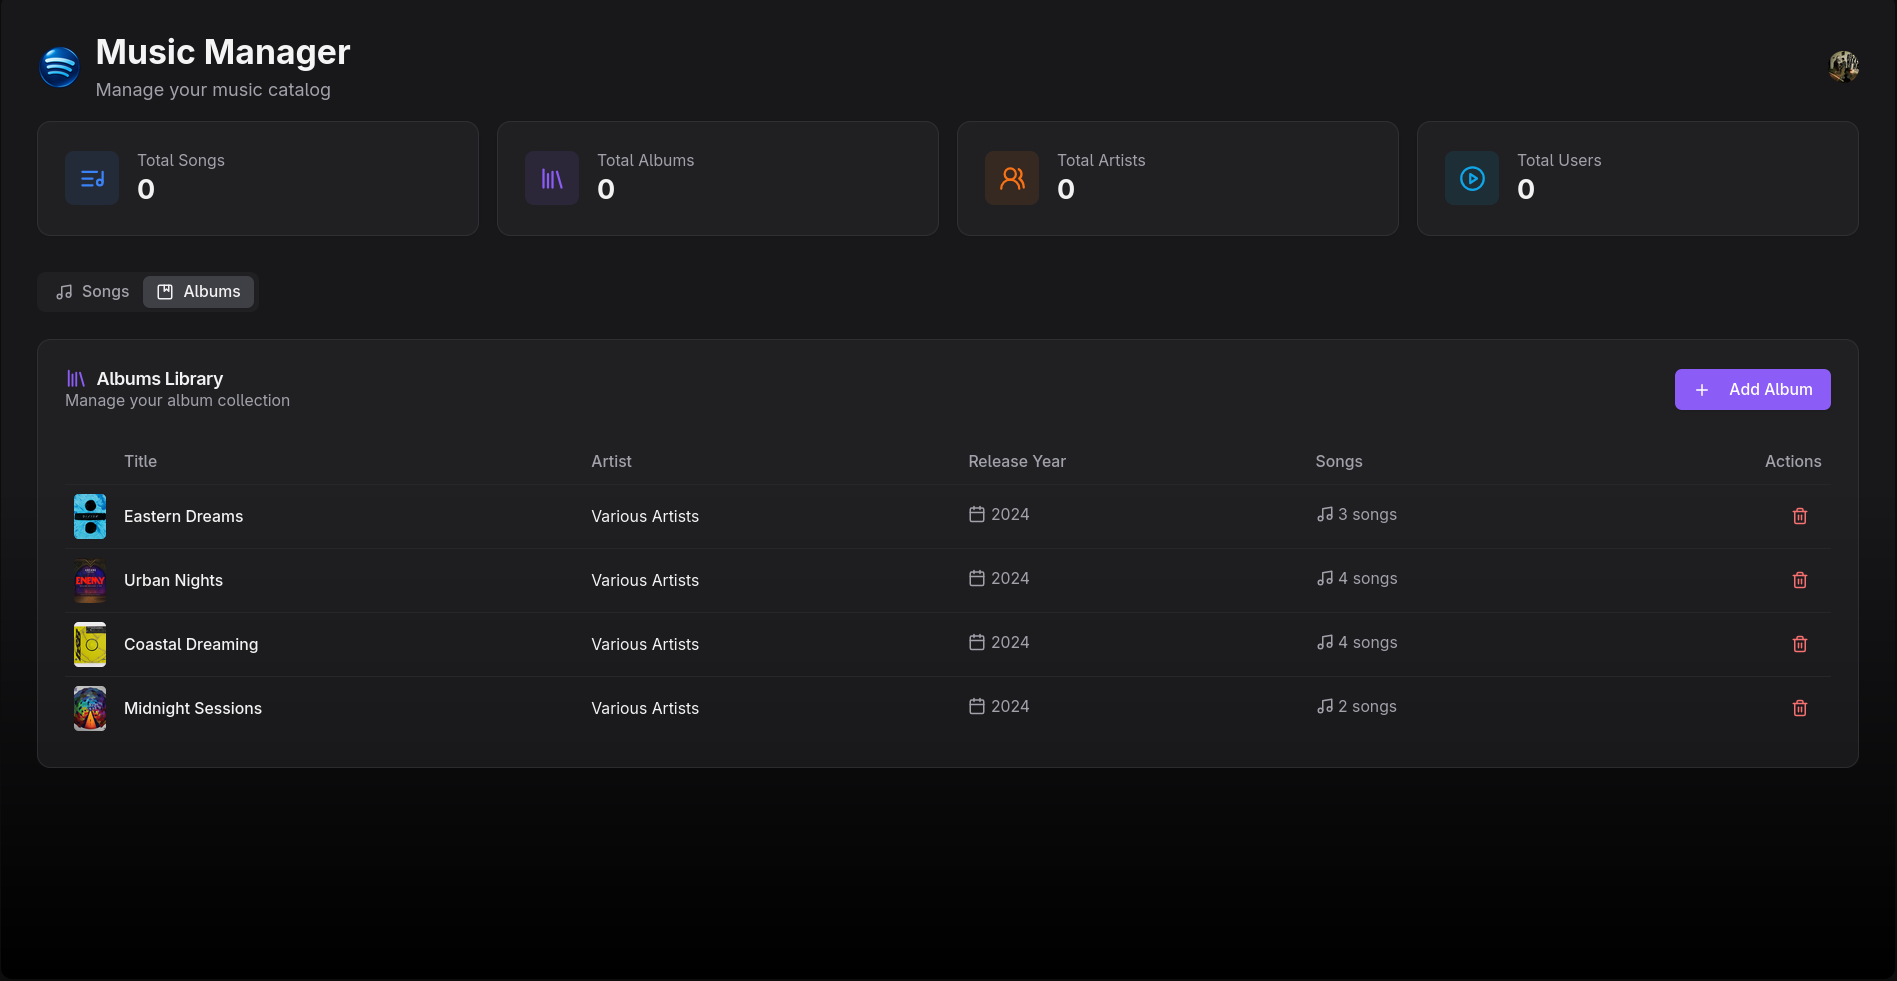 Music Manager
Manage your music catalog
Total Songs
0
Total Albums
0
Total Artists
0
Total Users
0
Songs
Albums
Albums Library
Manage your album collection
Add Album
Title Artist Release Year Songs Actions
Eastern Dreams Various Artists 2024 3 songs
ENEMY
Urban Nights Various Artists 2024 4 songs
Coastal Dreaming Various Artists 2024 4 songs
Midnight Sessions Various Artists 2024 2 songs